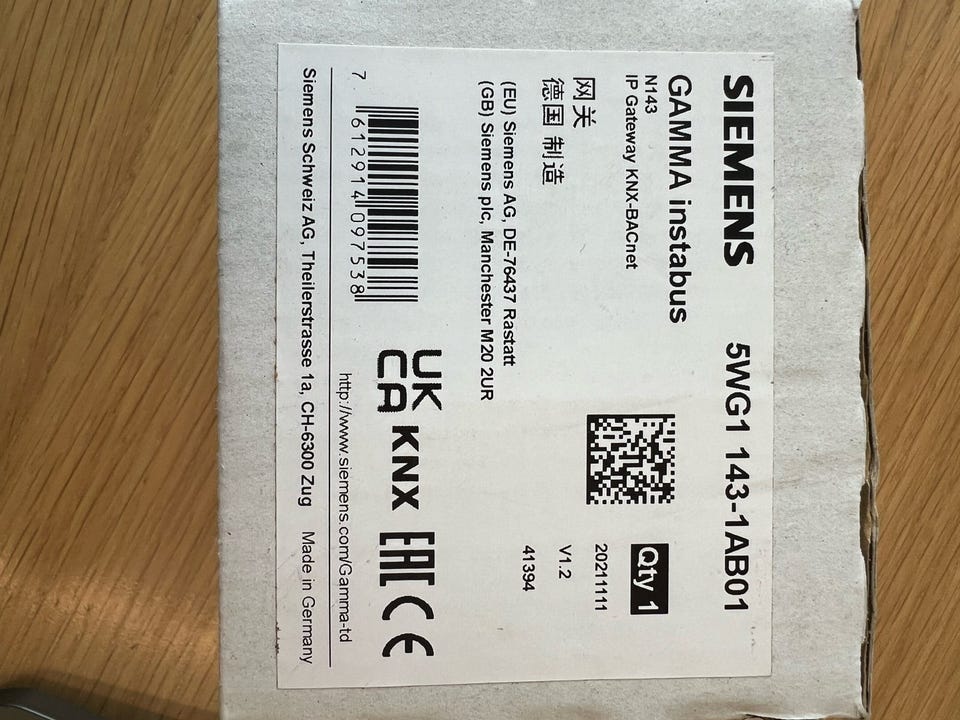 SIEMENS 5WG1 143-1AB01
GAMMA instabus
N143
IP Gateway KNX-BACnet
Qty 1
20211111
V1.2
41394
网关
德国 制造
(EU) Siemens AG, DE-76437 Rastatt
(GB) Siemens plc, Manchester M20 2UR
7 612914 097538
UK
CA KNX EAC CE
http://www.siemens.com/Gamma-td
Siemens Schweiz AG, Theilerstrasse 1a, CH-6300 Zug Made in Germany